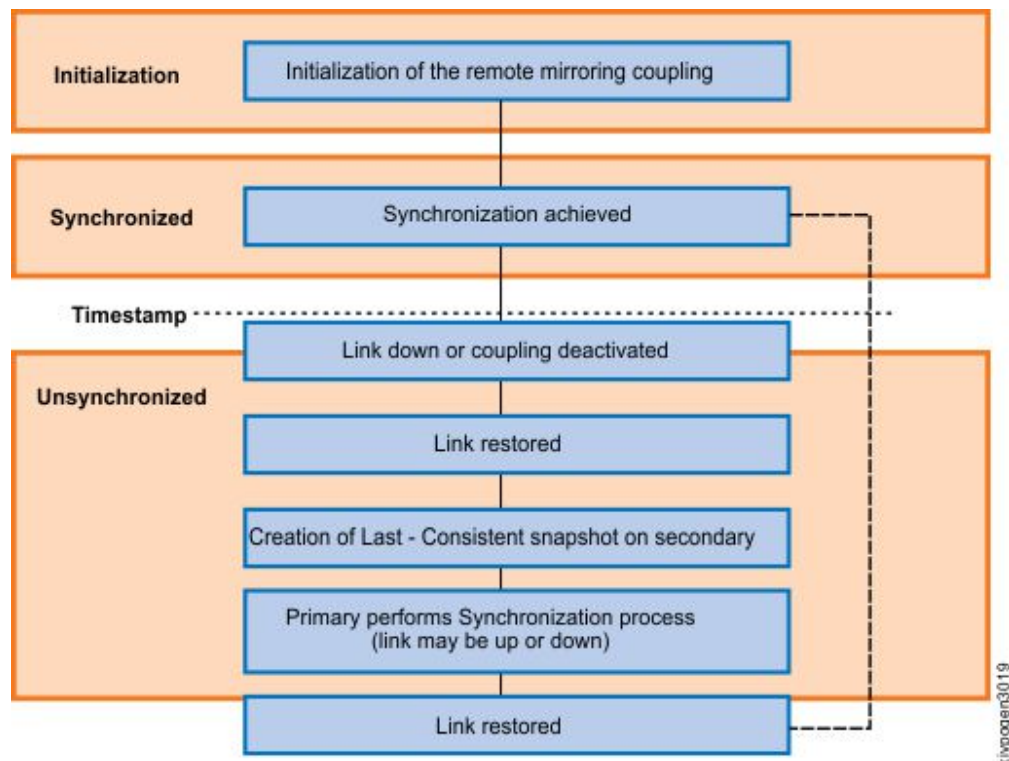 Initialization
Initialization of the remote mirroring coupling
Synchronized
Synchronization achieved
Timestamp
Link down or coupling deactivated
Unsynchronized
Link restored
Creation of Last - Consistent snapshot on secondary
Primary performs Synchronization process
(link may be up or down)
Link restored